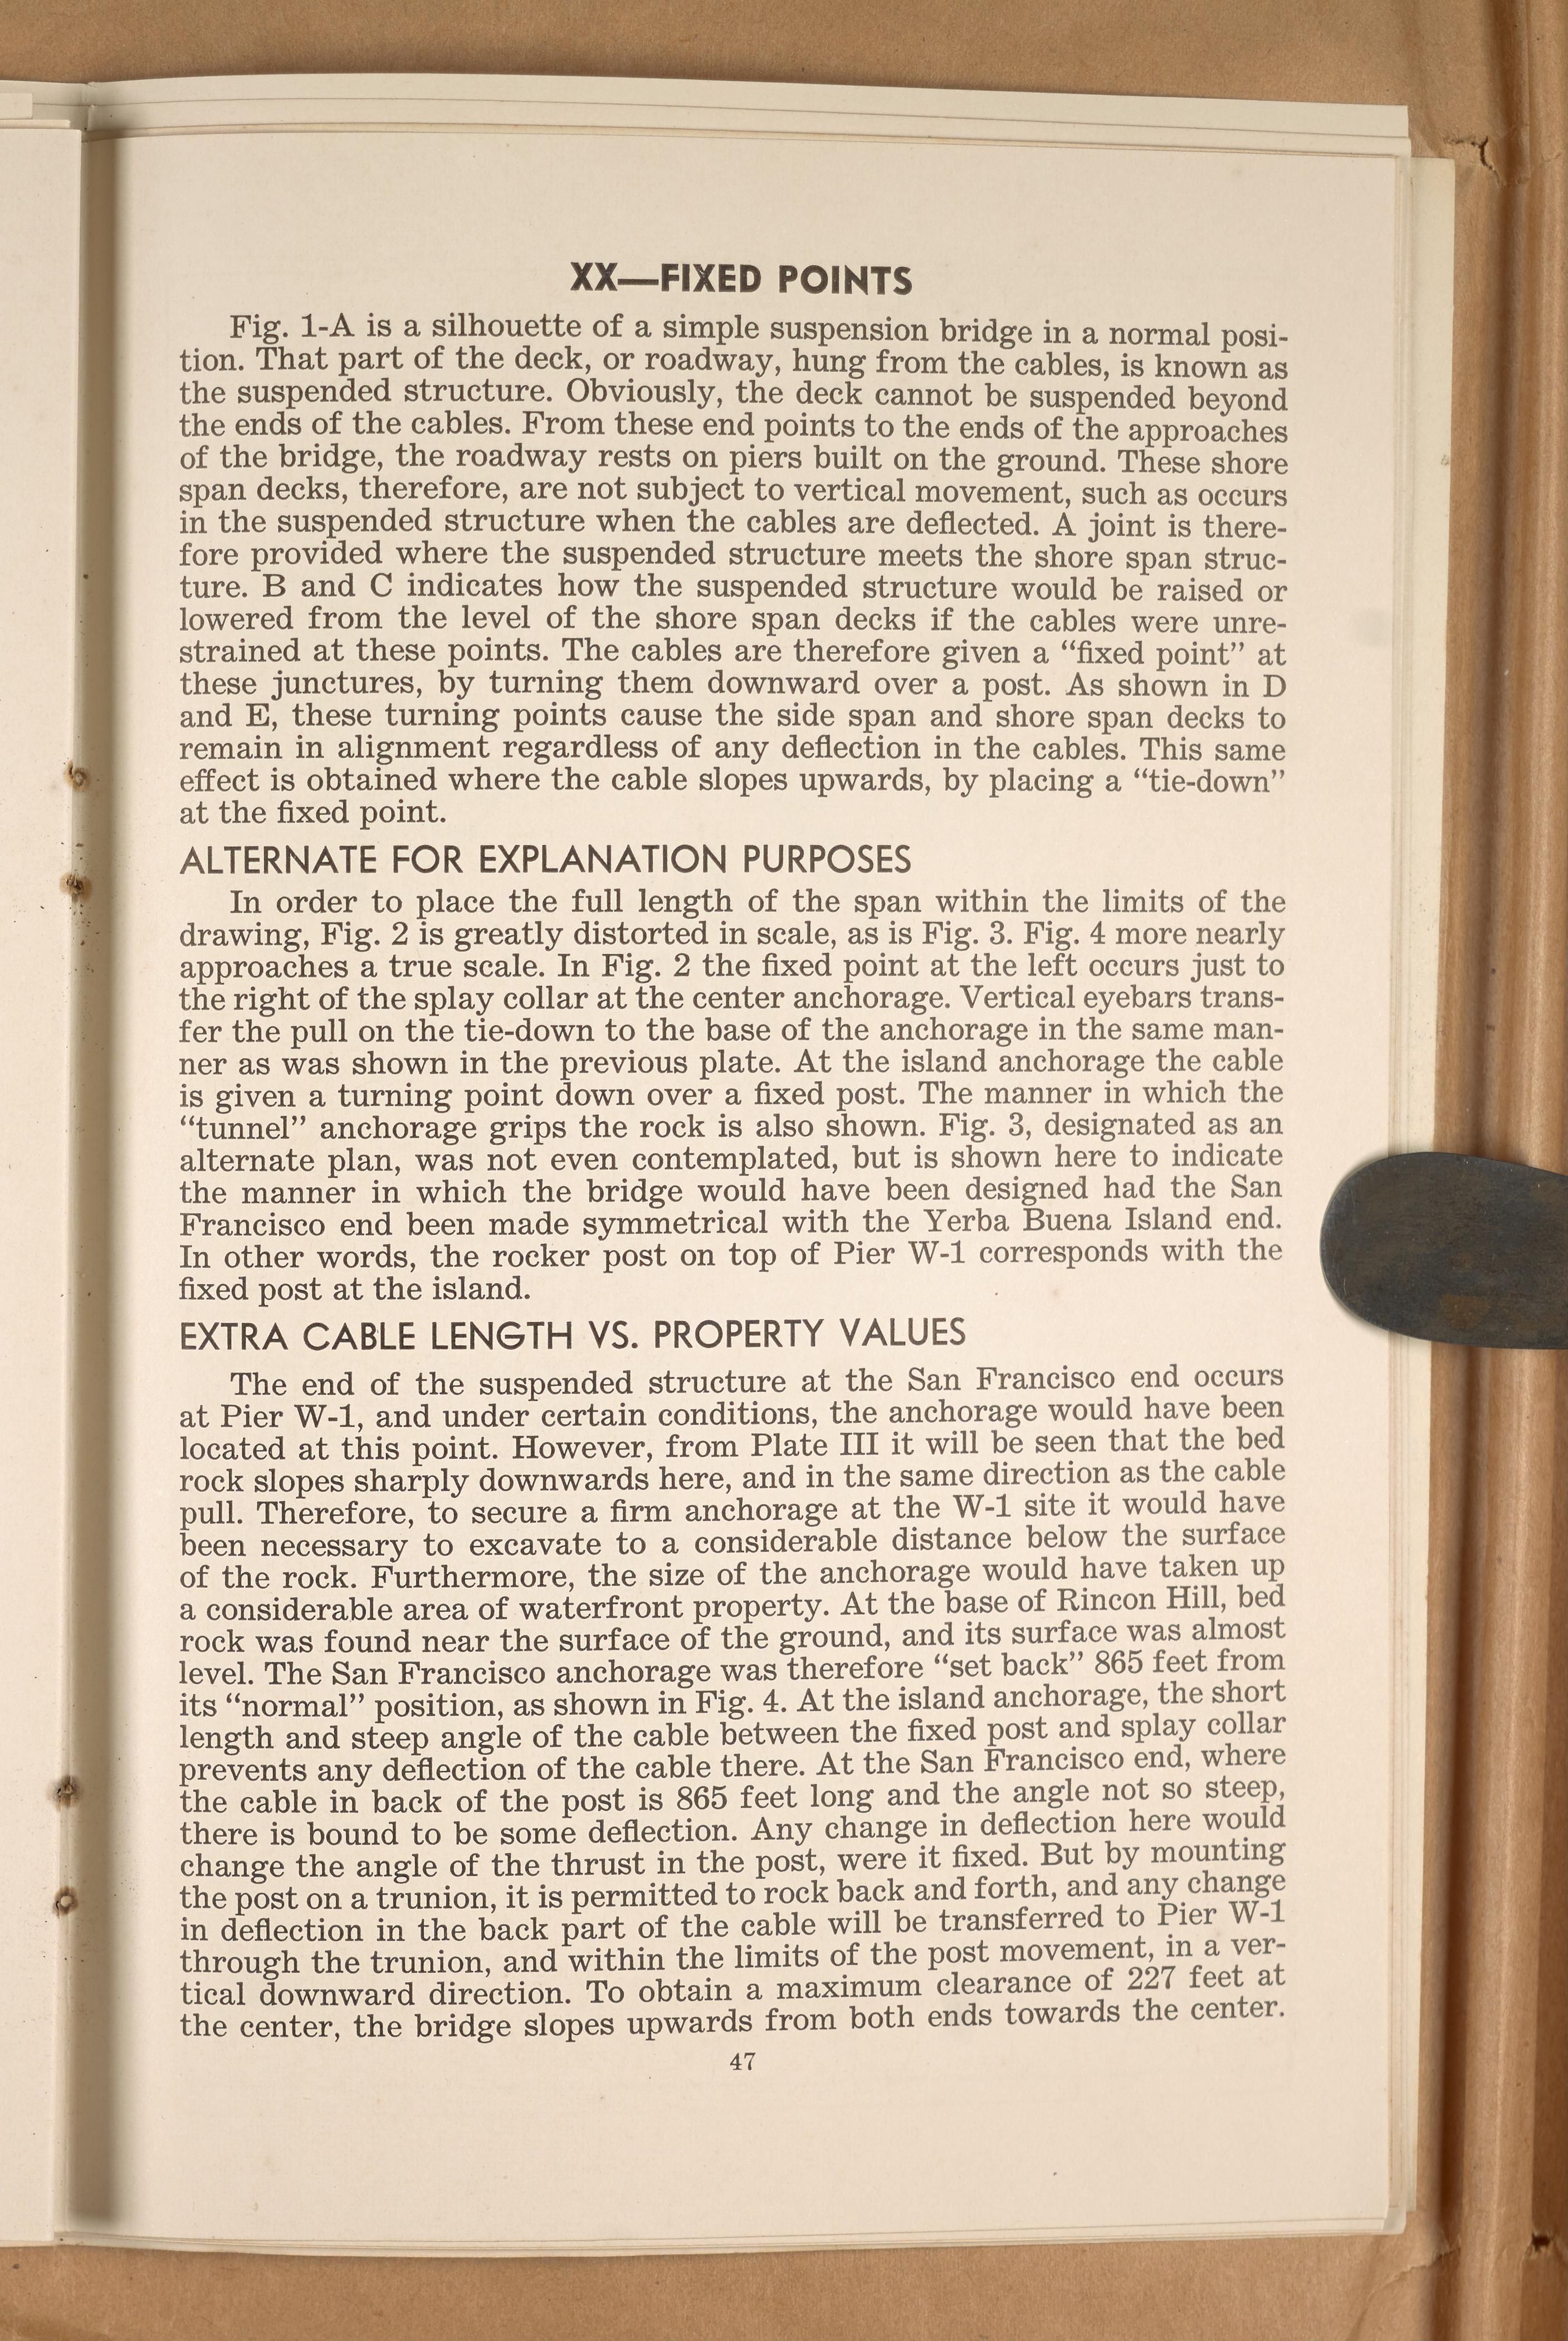 XX—FIXED POINTS
Fig. 1-A is a silhouette of a simple suspension bridge in a normal posi-
tion. That part of the deck, or roadway, hung from the cables, is known as
the suspended structure. Obviously, the deck cannot be suspended beyond
the ends of the cables. From these end points to the ends of the approaches
of the bridge, the roadway rests on piers built on the ground. These shore
span decks, therefore, are not subject to vertical movement, such as occurs
in the suspended structure when the cables are deflected. A joint is there-
fore provided where the suspended structure meets the shore span struc-
ture. B and C indicates how the suspended structure would be raised or
lowered from the level of the shore span decks if the cables were unre-
strained at these points. The cables are therefore given a “fixed point” at
these junctures, by turning them downward over a post. As shown in D
and E, these turning points cause the side span and shore span decks to
remain in alignment regardless of any deflection in the cables. This same
effect is obtained where the cable slopes upwards, by placing a “tie-down”
at the fixed point.
ALTERNATE FOR EXPLANATION PURPOSES
In order to place the full length of the span within the limits of the
drawing, Fig. 2 is greatly distorted in scale, as is Fig. 3. Fig. 4 more nearly
approaches a true scale. In Fig. 2 the fixed point at the left occurs just to
the right of the splay collar at the center anchorage. Vertical eyebars trans-
fer the pull on the tie-down to the base of the anchorage in the same man-
ner as was shown in the previous plate. At the island anchorage the cable
is given a turning point down over a fixed post. The manner in which the
“tunnel” anchorage grips the rock is also shown. Fig. 3, designated as an
alternate plan, was not even contemplated, but is shown here to indicate
the manner in which the bridge would have been designed had the San
Francisco end been made symmetrical with the Yerba Buena Island end.
In other words, the rocker post on top of Pier W-1 corresponds with the
fixed post at the island.
EXTRA CABLE LENGTH VS. PROPERTY VALUES
The end of the suspended structure at the San Francisco end occurs
at Pier W-1, and under certain conditions, the anchorage would have been
located at this point. However, from Plate III it will be seen that the bed
rock slopes sharply downwards here, and in the same direction as the cable
pull. Therefore, to secure a firm anchorage at the W-1 site it would have
been necessary to excavate to a considerable distance below the surface
of the rock. Furthermore, the size of the anchorage would have taken up
a considerable area of waterfront property. At the base of Rincon Hill, bed
rock was found near the surface of the ground, and its surface was almost
level. The San Francisco anchorage was therefore “set back” 865 feet from
its “normal” position, as shown in Fig. 4. At the island anchorage, the short
length and steep angle of the cable between the fixed post and splay collar
prevents any deflection of the cable there. At the San Francisco end, where
the cable in back of the post is 865 feet long and the angle not so steep,
there is bound to be some deflection. Any change in deflection here would
change the angle of the thrust in the post, were it fixed. But by mounting
the post on a trunion, it is permitted to rock back and forth, and any change
in deflection in the back part of the cable will be transferred to Pier W-1
through the trunion, and within the limits of the post movement, in a ver-
tical downward direction. To obtain a maximum clearance of 227 feet at
the center, the bridge slopes upwards from both ends towards the center.
47